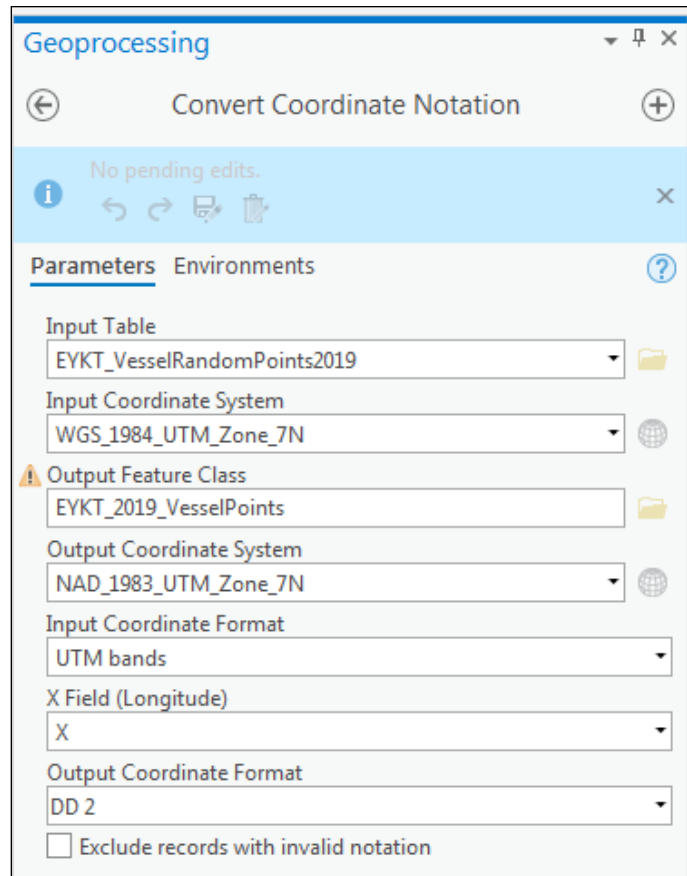 Geoprocessing
Convert Coordinate Notation
No pending edits.
Parameters Environments
Input Table
EYKT_VesselRandomPoints2019
Input Coordinate System
WGS_1984_UTM_Zone_7N
Output Feature Class
EYKT_2019_VesselPoints
Output Coordinate System
NAD_1983_UTM_Zone_7N
Input Coordinate Format
UTM bands
X Field (Longitude)
X
Output Coordinate Format
DD 2
Exclude records with invalid notation